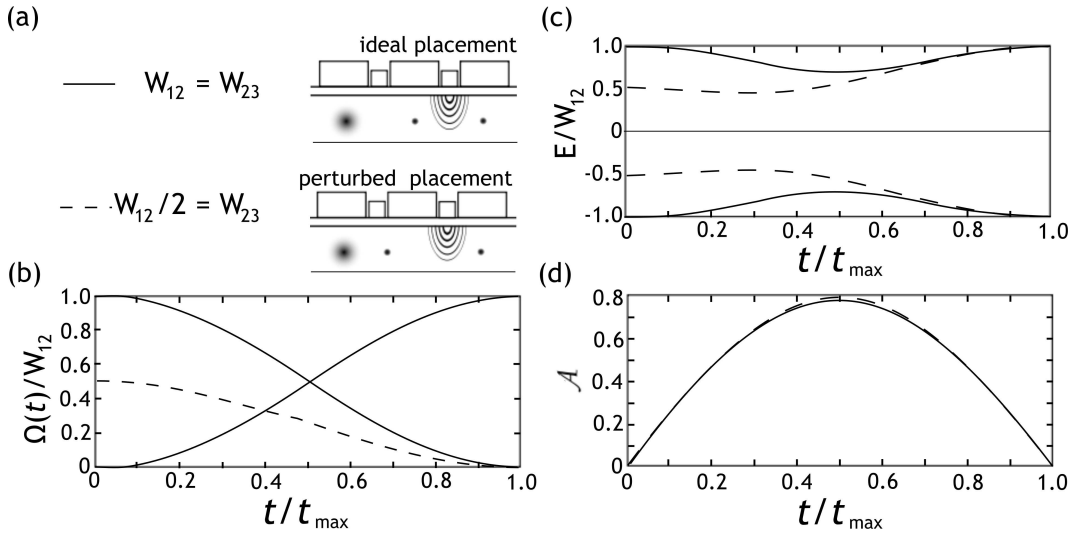 (a)
ideal placement
W₁₂ = W₂₃
perturbed placement
W₁₂/2 = W₂₃
(b)
1.0
0.8
0.6
0.4
0.2
0
Ω(t)/W₁₂
0 0.2 0.4 0.6 0.8 1.0
t/t max
(c)
1.0
0.5
0
-0.5
-1.0
E/W₁₂
0 0.2 0.4 0.6 0.8 1.0
t/t max
(d)
0.8
0.6
0.4
0.2
0
𝒜
0 0.2 0.4 0.6 0.8 1.0
t/t max